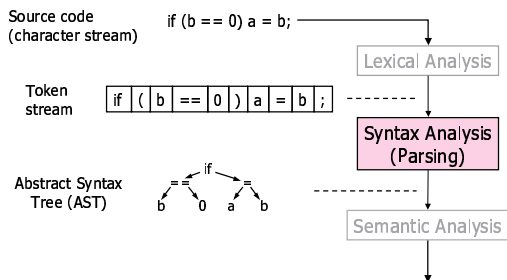 Source code
(character stream)
if (b == 0) a = b;
Lexical Analysis
Token
stream
if ( b == 0 ) a = b ;
Syntax Analysis
(Parsing)
Abstract Syntax
Tree (AST)
if
== =
b 0 a b
Semantic Analysis